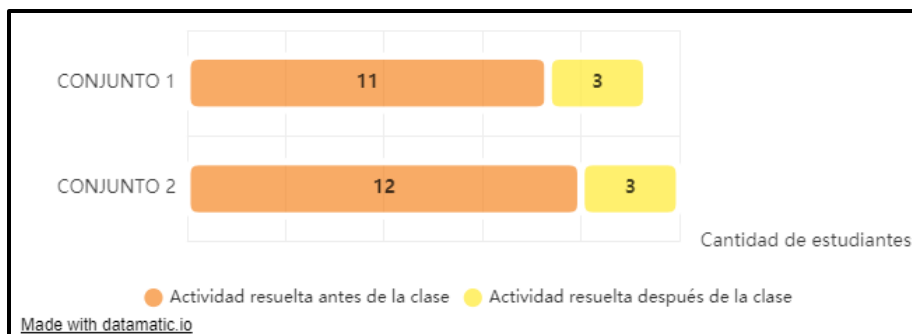 CONJUNTO 1
11
3
CONJUNTO 2
12
3
Cantidad de estudiantes
Actividad resuelta antes de la clase
Actividad resuelta después de la clase
Made with datamatic.io